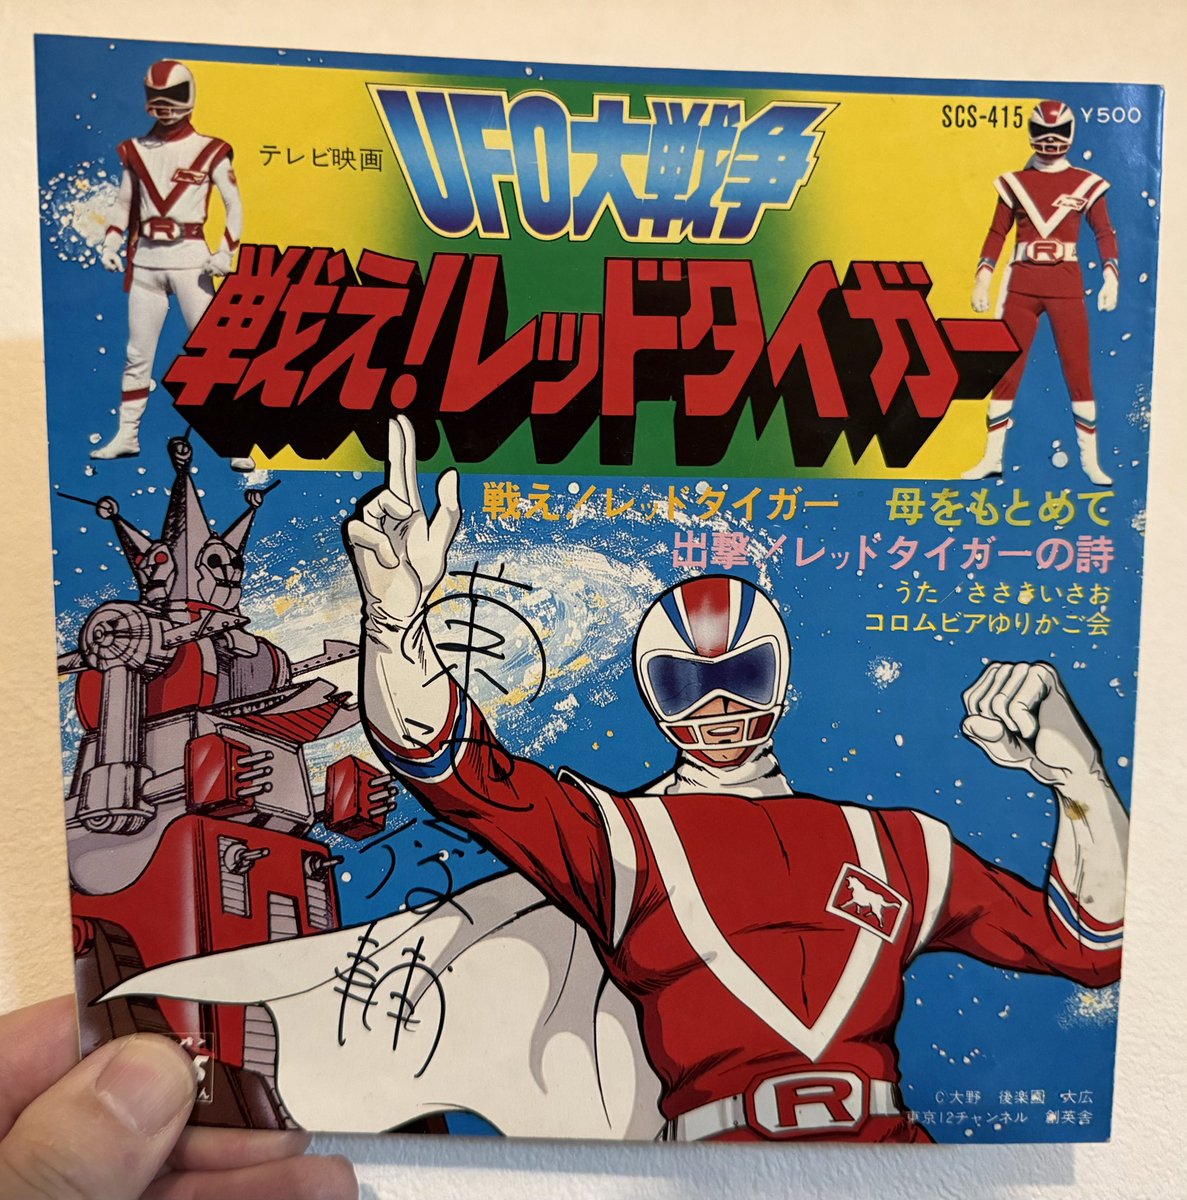 テレビ映画
UFO大戦争
SCS-415
¥500
戦え!レッドタイガー
戦え!レッドタイガー 母をもとめて
出撃!レッドタイガーの詩
うた ささきいさお
コロムビアゆりかご会
R
R
R
C大野 後楽園 大広
東京12チャンネル 創英舎